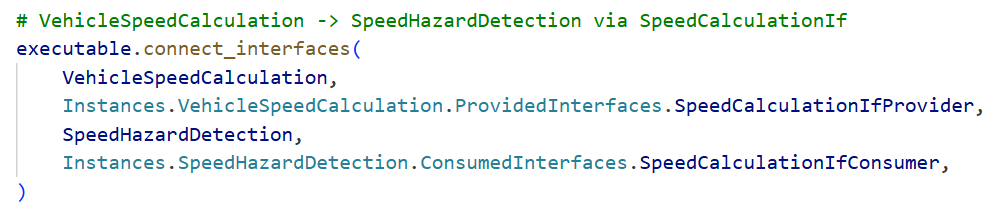 # VehicleSpeedCalculation -> SpeedHazardDetection via SpeedCalculationIf
executable.connect_interfaces(
    VehicleSpeedCalculation,
    Instances.VehicleSpeedCalculation.ProvidedInterfaces.SpeedCalculationIfProvider,
    SpeedHazardDetection,
    Instances.SpeedHazardDetection.ConsumedInterfaces.SpeedCalculationIfConsumer,
)